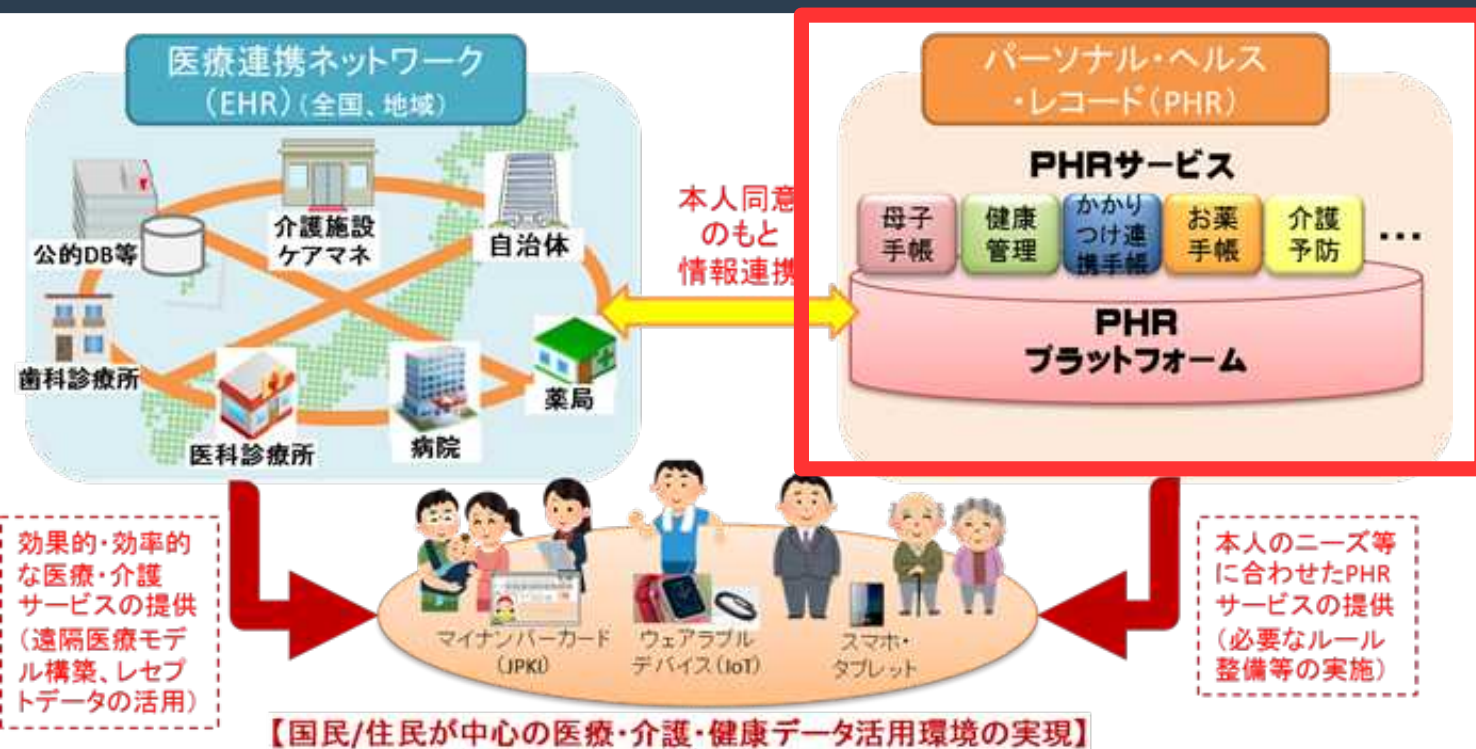 医療連携ネットワーク
(EHR)(全国、地域)
公的DB等
介護施設
ケアマネ
自治体
歯科診療所
医科診療所
病院
薬局
本人同意
のもと
情報連携
パーソナル・ヘルス
・レコード(PHR)
PHRサービス
母子
手帳
健康
管理
かかり
つけ連
携手帳
お薬
手帳
介護
予防
・・・
PHR
プラットフォーム
効果的・効率的
な医療・介護
サービスの提供
(遠隔医療モデ
ル構築、レセプ
トデータの活用)
マイナンバーカード
(JPKI)
ウェアラブル
デバイス(IoT)
スマホ・
タブレット
本人のニーズ等
に合わせたPHR
サービスの提供
(必要なルール
整備等の実施)
【国民/住民が中心の医療・介護・健康データ活用環境の実現】